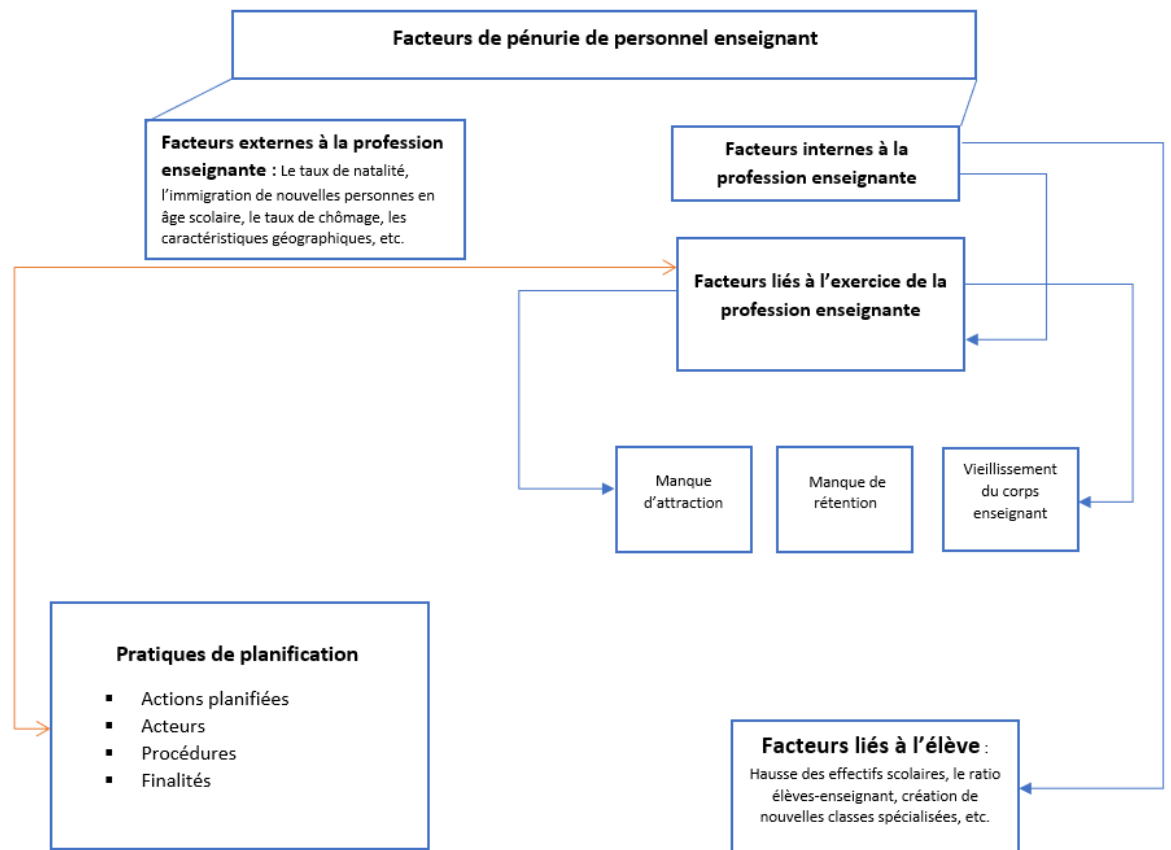 Facteurs de pénurie de personnel enseignant
Facteurs externes à la profession
enseignante : Le taux de natalité,
l’immigration de nouvelles personnes en
âge scolaire, le taux de chômage, les
caractéristiques géographiques, etc.
Facteurs internes à la
profession enseignante
Facteurs liés à l’exercice de la
profession enseignante
Manque
d’attraction
Manque de
rétention
Vieillissement
du corps
enseignant
Pratiques de planification
▪ Actions planifiées
▪ Acteurs
▪ Procédures
▪ Finalités
Facteurs liés à l’élève :
Hausse des effectifs scolaires, le ratio
élèves-enseignant, création de
nouvelles classes spécialisées, etc.